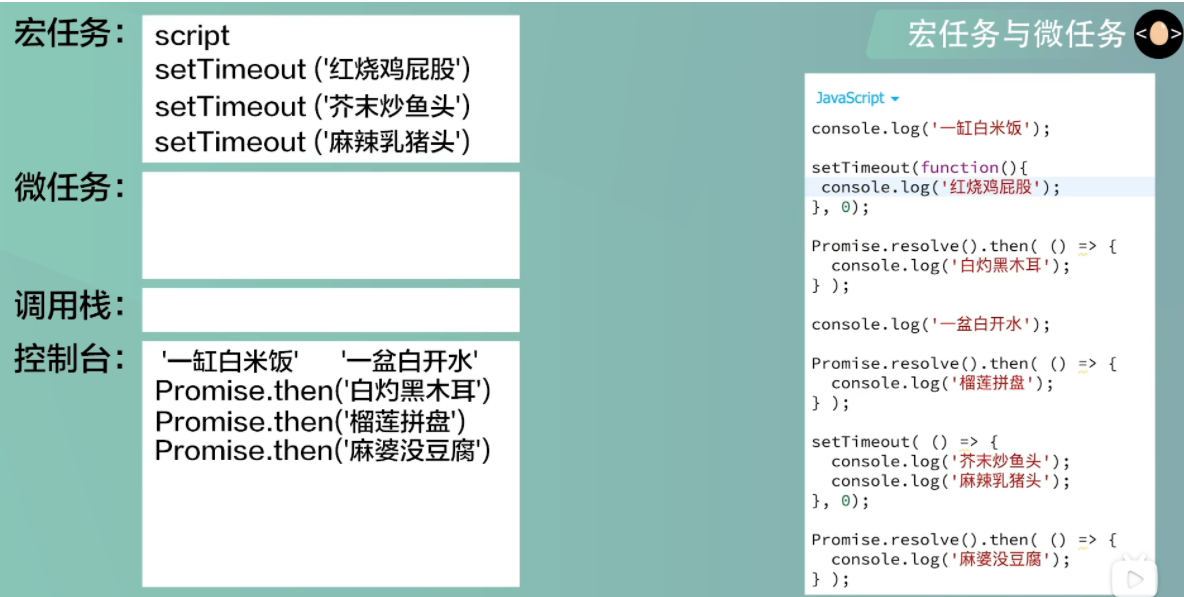 宏任务：
script
setTimeout ('红烧鸡屁股')
setTimeout ('芥末炒鱼头')
setTimeout ('麻辣乳猪头')
微任务：
调用栈：
控制台：
'一缸白米饭' '一盆白开水'
Promise.then('白灼黑木耳')
Promise.then('榴莲拼盘')
Promise.then('麻婆没豆腐')
宏任务与微任务 < >
JavaScript
console.log('一缸白米饭');
setTimeout(function(){
console.log('红烧鸡屁股');
}, 0);
Promise.resolve().then( () => {
console.log('白灼黑木耳');
} );
console.log('一盆白开水');
Promise.resolve().then( () => {
console.log('榴莲拼盘');
} );
setTimeout( () => {
console.log('芥末炒鱼头');
console.log('麻辣乳猪头');
}, 0);
Promise.resolve().then( () => {
console.log('麻婆没豆腐');
} );